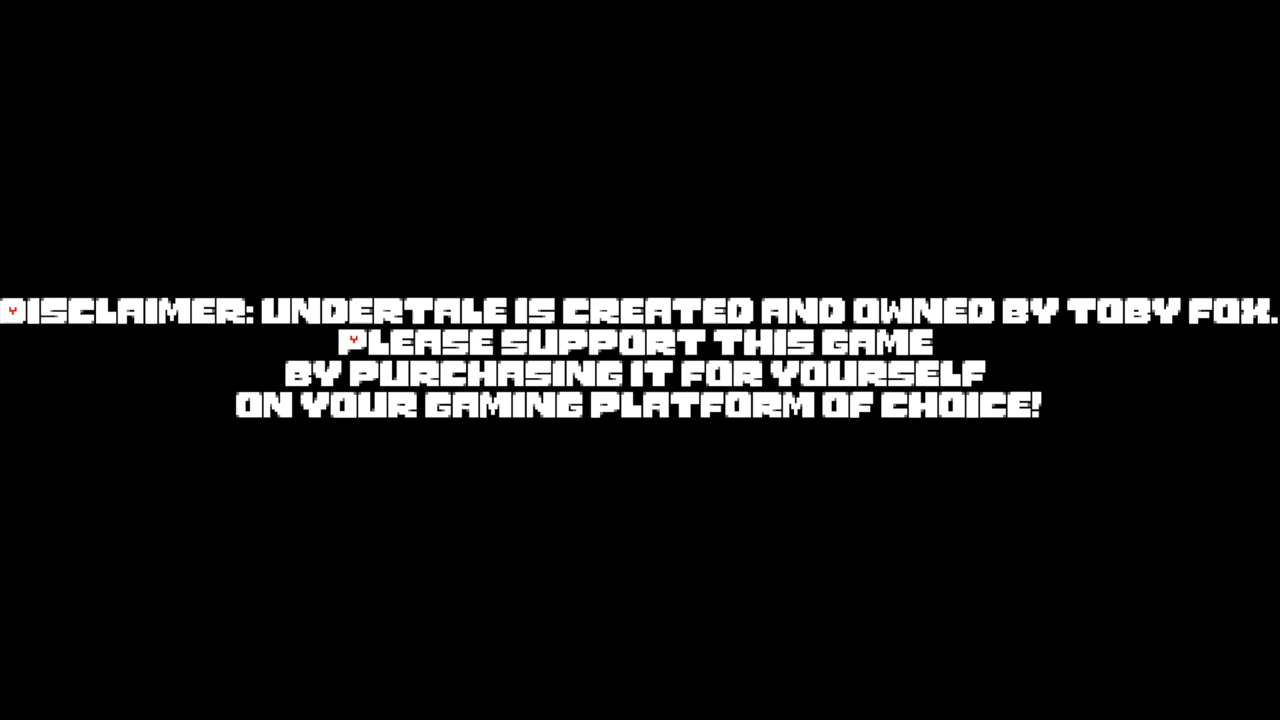 DISCLAIMER: UNDERTALE IS CREATED AND OWNED BY TOBY FOX.
PLEASE SUPPORT THIS GAME
BY PURCHASING IT FOR YOURSELF
ON YOUR GAMING PLATFORM OF CHOICE!